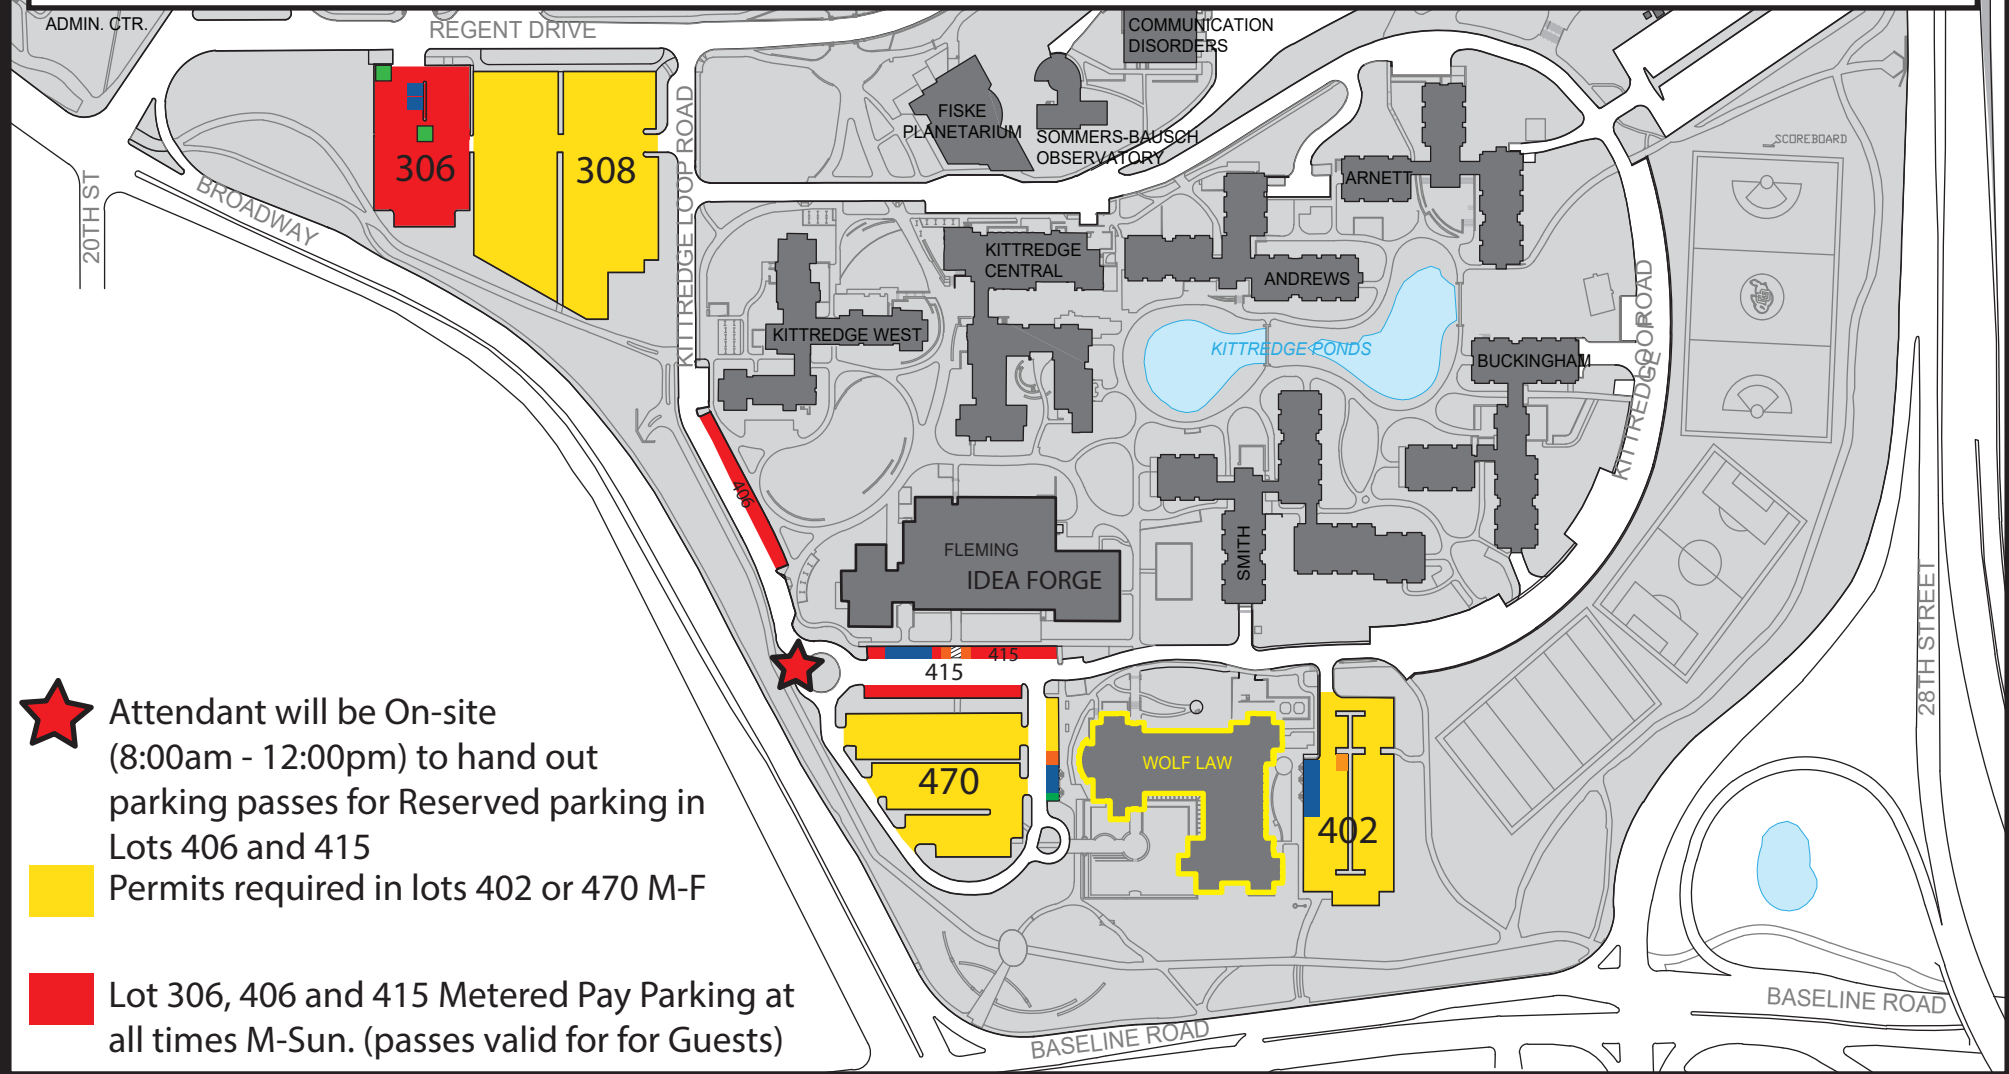 ADMIN. CTR.
REGENT DRIVE
COMMUNICATION
DISORDERS
FISKE
PLANETARIUM
SOMMERS-BAUSCH
OBSERVATORY
306
308
KITTREDGE LOOP ROAD
20TH ST
BROADWAY
ARNETT
SCOREBOARD
KITTREDGE
CENTRAL
ANDREWS
KITTREDGE WEST
KITTREDGE PONDS
BUCKINGHAM
KITTREDGE LOOP ROAD
406
FLEMING
IDEA FORGE
SMITH
28TH STREET
415
415
470
WOLF LAW
402
Attendant will be On-site
(8:00am - 12:00pm) to hand out
parking passes for Reserved parking in
Lots 406 and 415
Permits required in lots 402 or 470 M-F
Lot 306, 406 and 415 Metered Pay Parking at
all times M-Sun. (passes valid for for Guests)
BASELINE ROAD
BASELINE ROAD